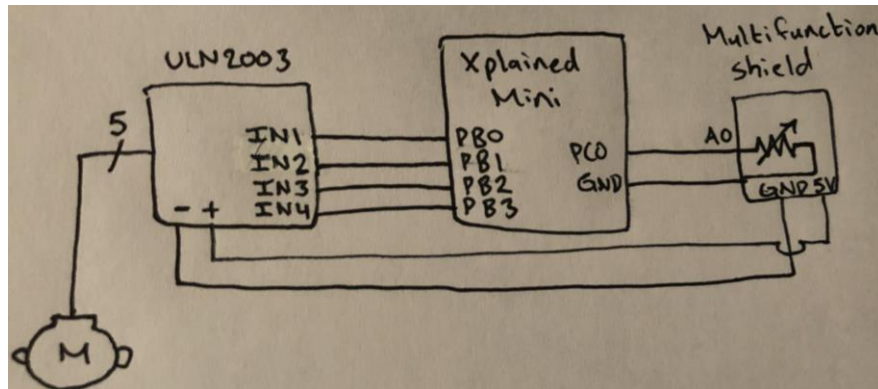 ULN2003
Xplained
Mini
Multifunction
shield
5
IN1
IN2
IN3
IN4
- +
PB0
PB1
PB2
PB3
PC0
GND
A0
GND 5V
M